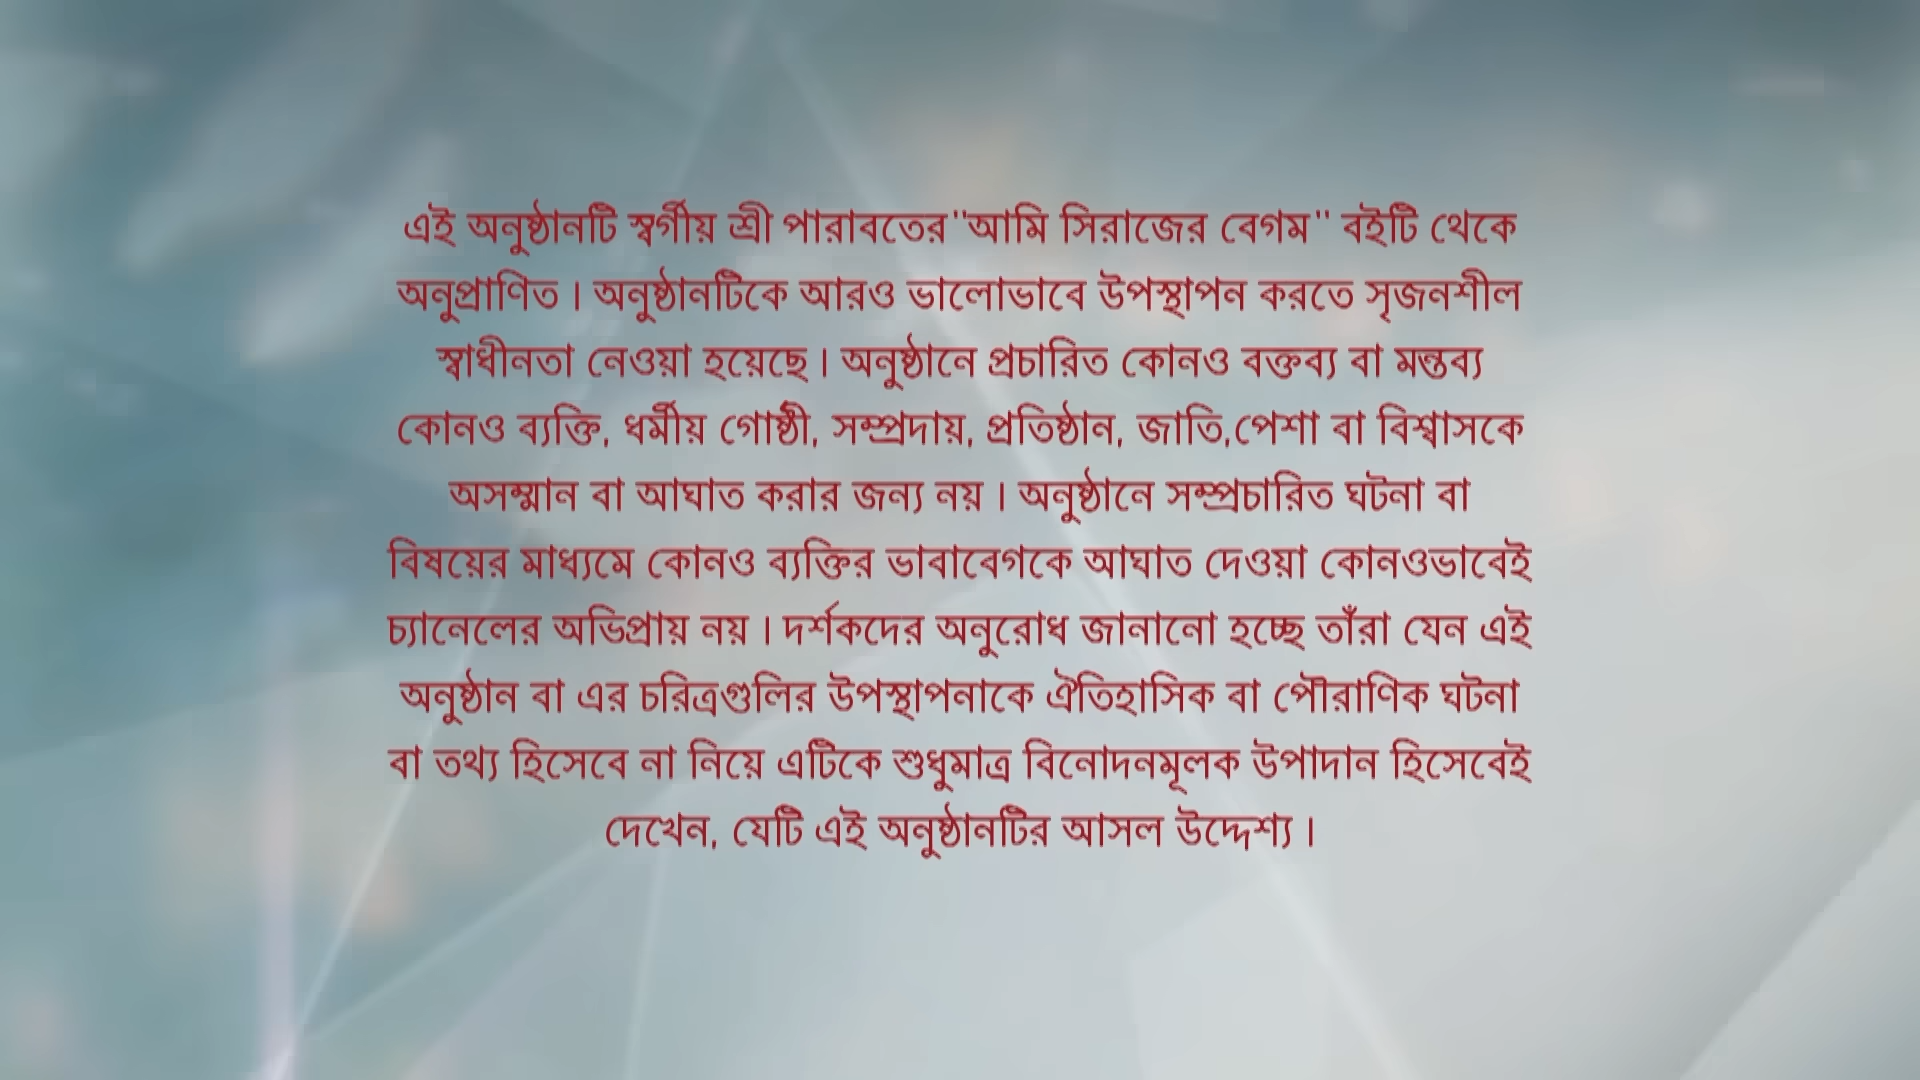 এই অনুষ্ঠানটি স্বর্গীয় শ্রী পারাবতের"আমি সিরাজের বেগম" বইটি থেকে
অনুপ্রাণিত। অনুষ্ঠানটিকে আরও ভালোভাবে উপস্থাপন করতে সৃজনশীল
স্বাধীনতা নেওয়া হয়েছে। অনুষ্ঠানে প্রচারিত কোনও বক্তব্য বা মন্তব্য
কোনও ব্যক্তি, ধর্মীয় গোষ্ঠী, সম্প্রদায়, প্রতিষ্ঠান, জাতি,পেশা বা বিশ্বাসকে
অসম্মান বা আঘাত করার জন্য নয়। অনুষ্ঠানে সম্প্রচারিত ঘটনা বা
বিষয়ের মাধ্যমে কোনও ব্যক্তির ভাবাবেগকে আঘাত দেওয়া কোনওভাবেই
চ্যানেলের অভিপ্রায় নয়। দর্শকদের অনুরোধ জানানো হচ্ছে তাঁরা যেন এই
অনুষ্ঠান বা এর চরিত্রগুলির উপস্থাপনাকে ঐতিহাসিক বা পৌরাণিক ঘটনা
বা তথ্য হিসেবে না নিয়ে এটিকে শুধুমাত্র বিনোদনমূলক উপাদান হিসেবেই
দেখেন, যেটি এই অনুষ্ঠানটির আসল উদ্দেশ্য।